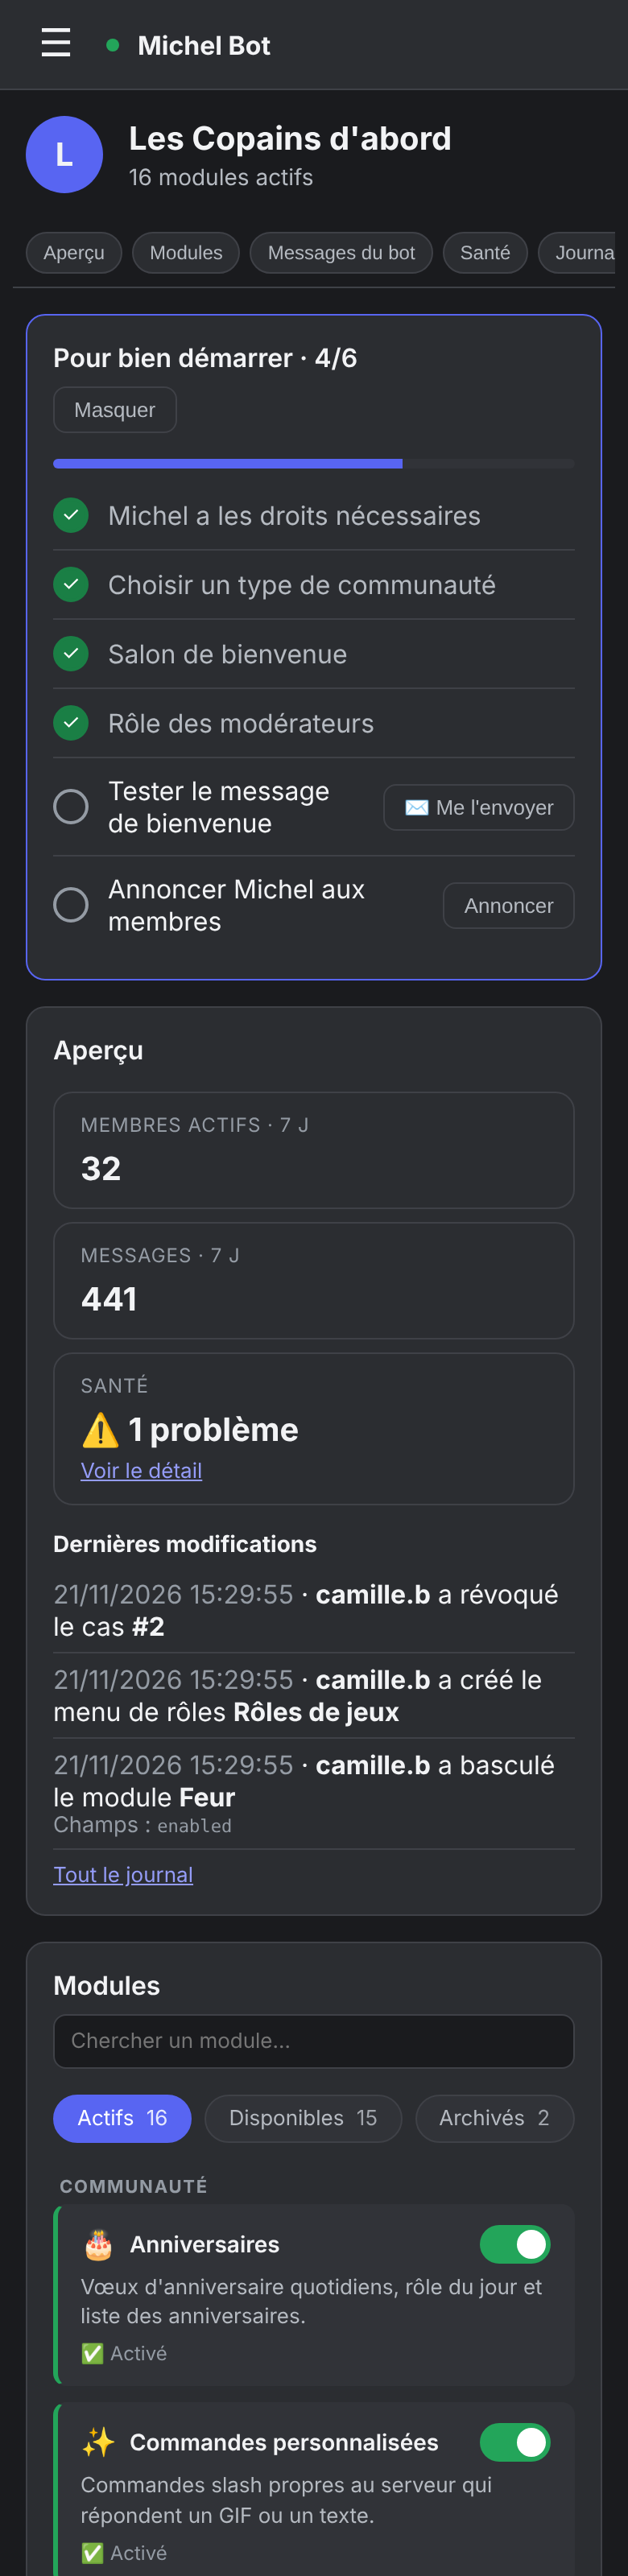 ☰ Michel Bot
L
Les Copains d'abord
16 modules actifs
Aperçu
Modules
Messages du bot
Santé
Journa
Pour bien démarrer · 4/6
Masquer
Michel a les droits nécessaires
Choisir un type de communauté
Salon de bienvenue
Rôle des modérateurs
Tester le message
de bienvenue
✉️ Me l'envoyer
Annoncer Michel aux
membres
Annoncer
Aperçu
MEMBRES ACTIFS · 7 J
32
MESSAGES · 7 J
441
SANTÉ
⚠️ 1 problème
Voir le détail
Dernières modifications
21/11/2026 15:29:55 · camille.b a révoqué
le cas #2
21/11/2026 15:29:55 · camille.b a créé le
menu de rôles Rôles de jeux
21/11/2026 15:29:55 · camille.b a basculé
le module Feur
Champs : enabled
Tout le journal
Modules
Chercher un module...
Actifs 16
Disponibles 15
Archivés 2
COMMUNAUTÉ
🎂 Anniversaires
Vœux d'anniversaire quotidiens, rôle du jour et
liste des anniversaires.
✅ Activé
✨ Commandes personnalisées
Commandes slash propres au serveur qui
répondent un GIF ou un texte.
✅ Activé